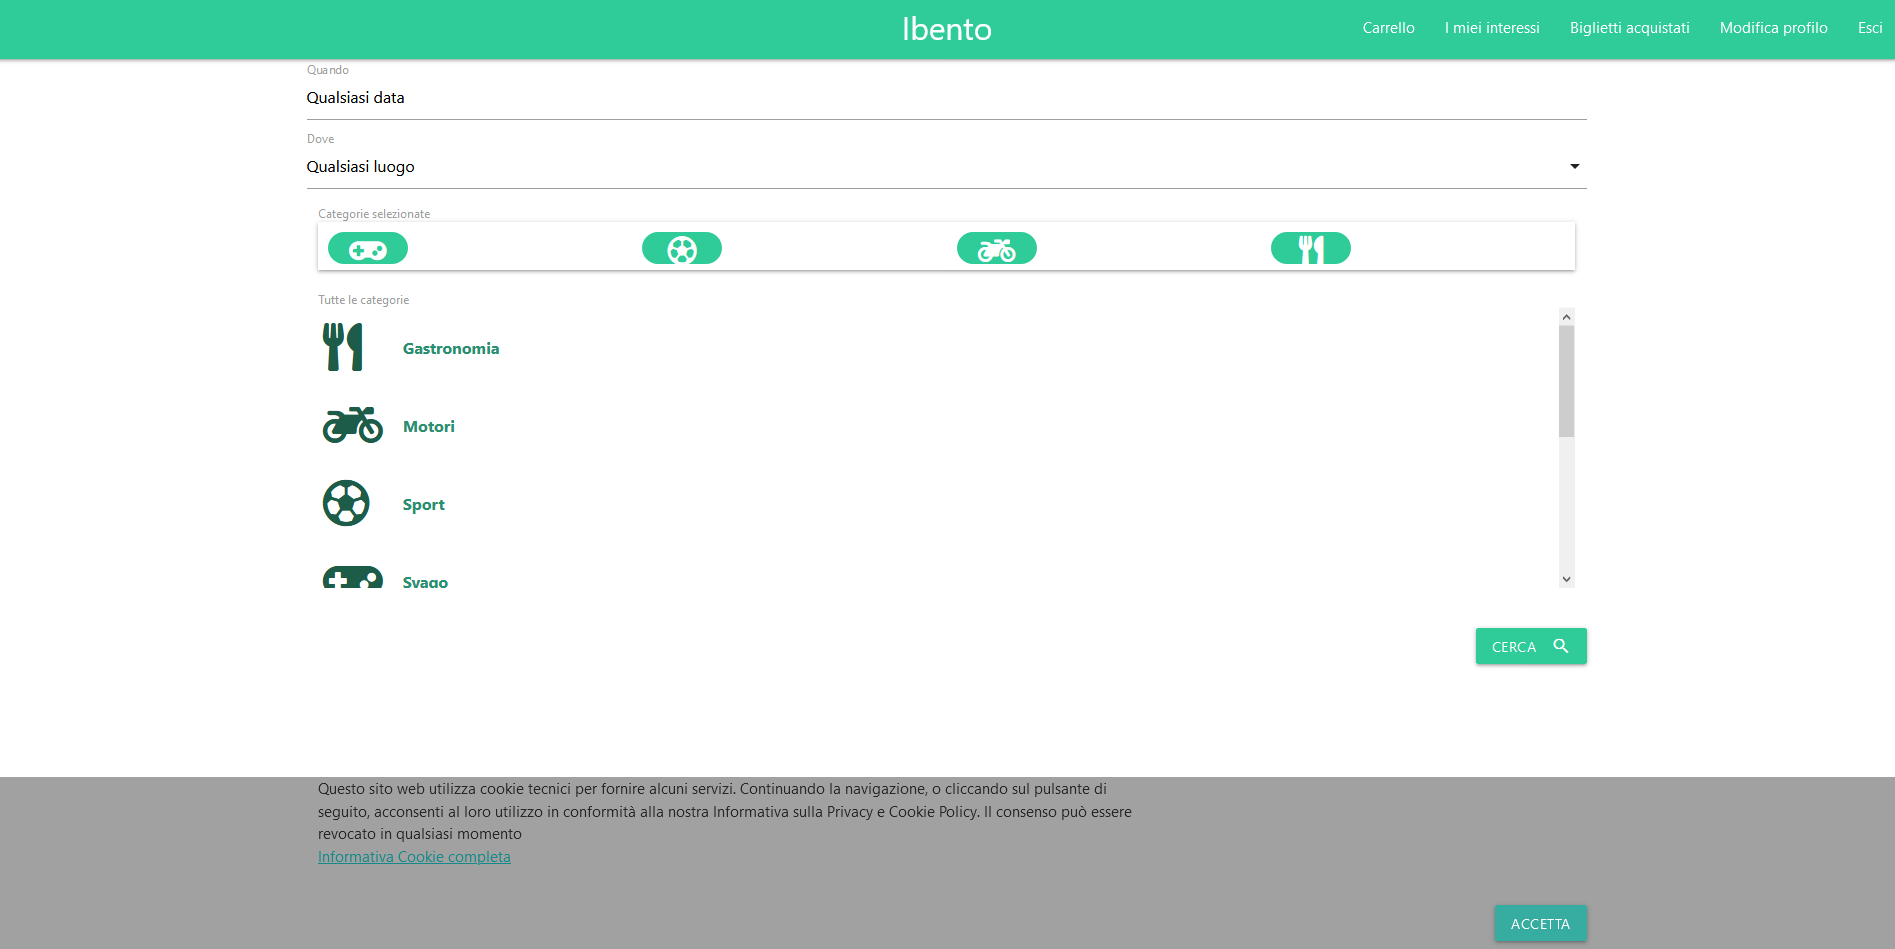 Ibento
Carrello I miei interessi Biglietti acquistati Modifica profilo Esci
Quando
Qualsiasi data
Dove
Qualsiasi luogo
Categorie selezionate
Tutte le categorie
Gastronomia
Motori
Sport
Svago
CERCA
Questo sito web utilizza cookie tecnici per fornire alcuni servizi. Continuando la navigazione, o cliccando sul pulsante di
seguito, acconsenti al loro utilizzo in conformità alla nostra Informativa sulla Privacy e Cookie Policy. Il consenso può essere
revocato in qualsiasi momento
Informativa Cookie completa
ACCETTA